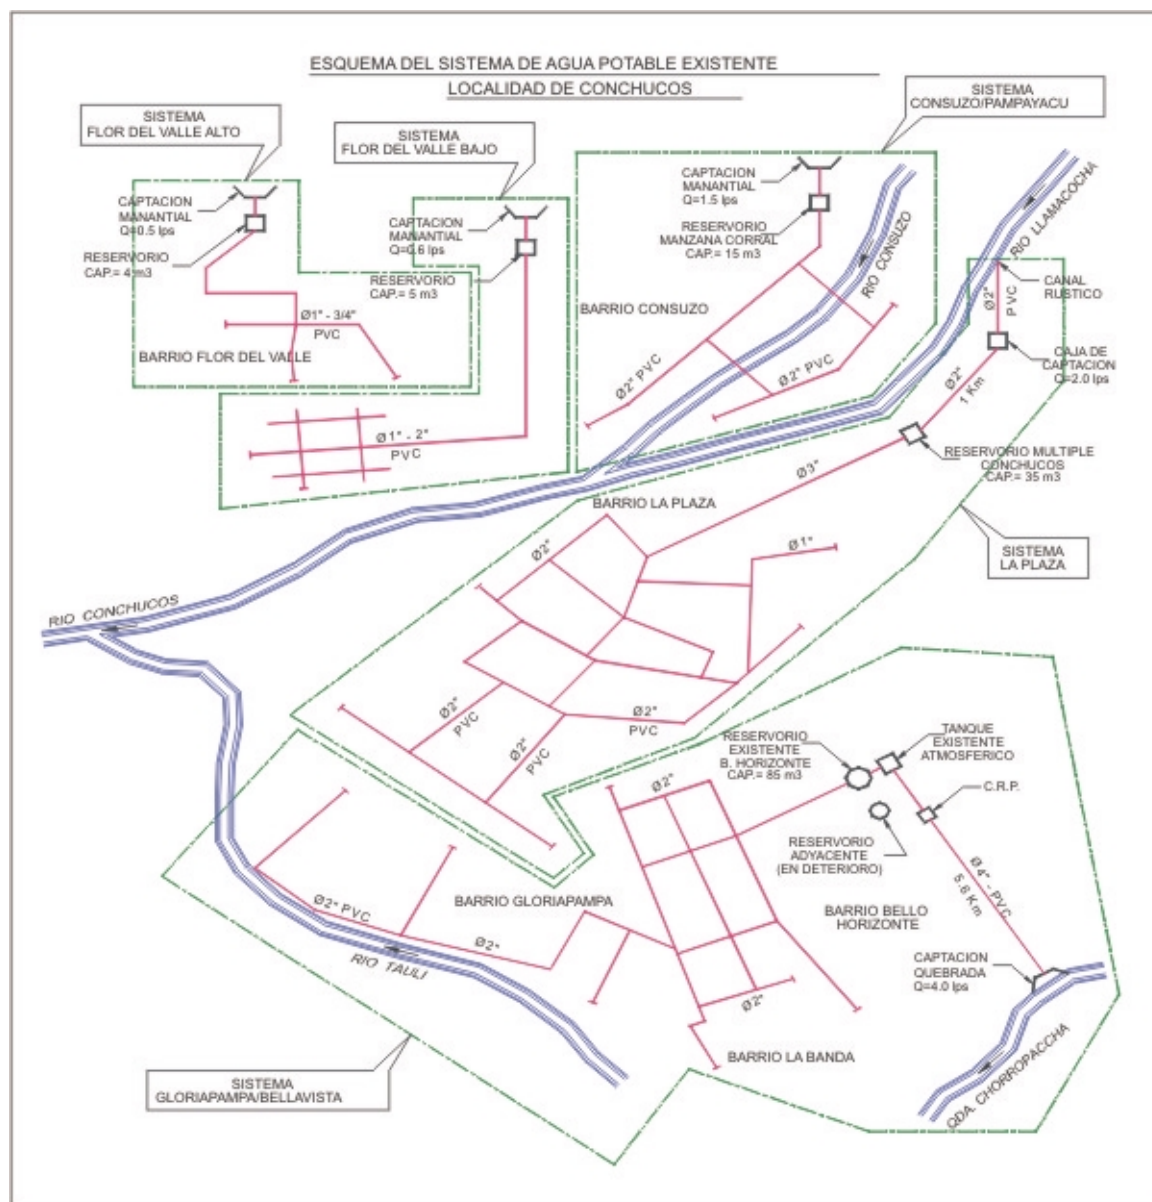 ESQUEMA DEL SISTEMA DE AGUA POTABLE EXISTENTE
LOCALIDAD DE CONCHUCOS
SISTEMA
FLOR DEL VALLE ALTO
SISTEMA
FLOR DEL VALLE BAJO
SISTEMA
CONSUZO/PAMPAYACU
CAPTACION
MANANTIAL
Q=0.5 lps
RESERVORIO
CAP.= 4 m3
Ø1" - 3/4"
PVC
BARRIO FLOR DEL VALLE
CAPTACION
MANANTIAL
Q=0.6 lps
RESERVORIO
CAP.= 5 m3
Ø1" - 2"
PVC
CAPTACION
MANANTIAL
Q=1.5 lps
RESERVORIO
MANZANA CORRAL
CAP.= 15 m3
BARRIO CONSUZO
RIO CONSUZO
Ø2" PVC
Ø2" PVC
RIO LLAMACOCHA
CANAL
RUSTICO
Ø2"
PVC
CAJA DE
CAPTACION
Q=2.0 lps
Ø2"
1 Km
RESERVORIO MULTIPLE
CONCHUCOS
CAP.= 35 m3
Ø3"
BARRIO LA PLAZA
SISTEMA
LA PLAZA
Ø2"
Ø1"
RIO CONCHUCOS
Ø2"
PVC
Ø2"
PVC
Ø2"
PVC
RESERVORIO
EXISTENTE
B. HORIZONTE
CAP.= 85 m3
TANQUE
EXISTENTE
ATMOSFERICO
C.R.P.
RESERVORIO
ADYACENTE
(EN DETERIORO)
Ø2"
Ø4" - PVC
5.6 Km
BARRIO GLORIAPAMPA
BARRIO BELLO
HORIZONTE
Ø2" PVC
Ø2"
RIO TAULI
CAPTACION
QUEBRADA
Q=4.0 lps
Ø2"
BARRIO LA BANDA
QDA. CHORROPACCHA
SISTEMA
GLORIAPAMPA/BELLAVISTA